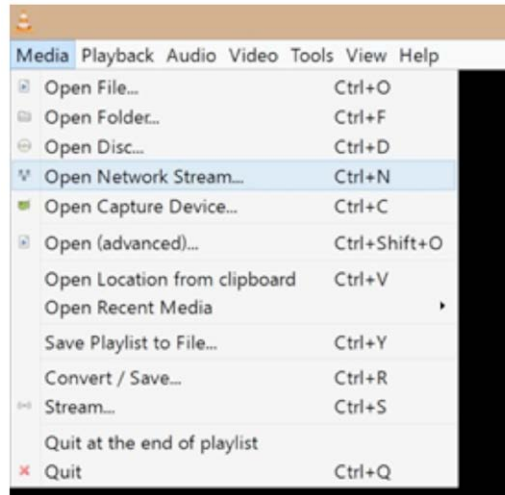 Media Playback Audio Video Tools View Help
Open File... Ctrl+O
Open Folder... Ctrl+F
Open Disc... Ctrl+D
Open Network Stream... Ctrl+N
Open Capture Device... Ctrl+C
Open (advanced)... Ctrl+Shift+O
Open Location from clipboard Ctrl+V
Open Recent Media
Save Playlist to File... Ctrl+Y
Convert / Save... Ctrl+R
Stream... Ctrl+S
Quit at the end of playlist
Quit Ctrl+Q